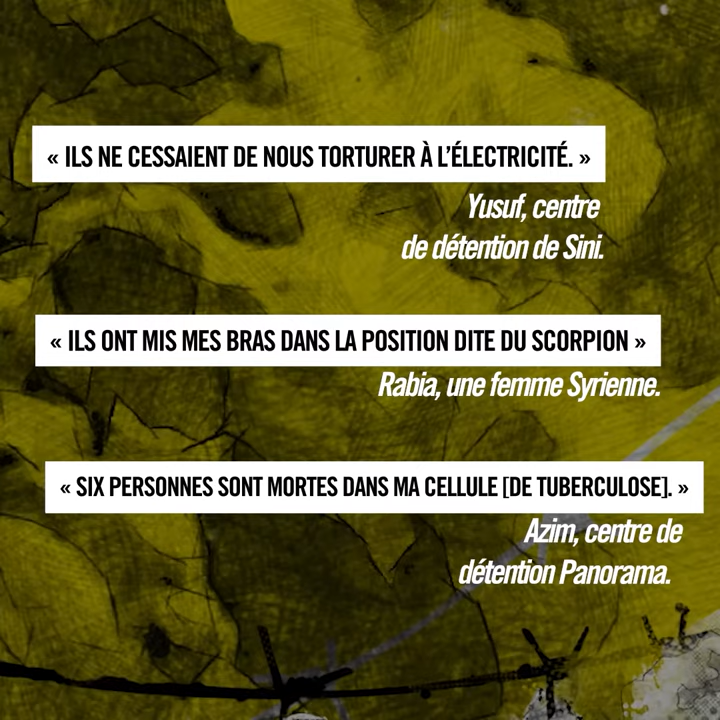 « ILS NE CESSAIENT DE NOUS TORTURER À L'ÉLECTRICITÉ. »
Yusuf, centre
de détention de Sini.
« ILS ONT MIS MES BRAS DANS LA POSITION DITE DU SCORPION »
Rabia, une femme Syrienne.
« SIX PERSONNES SONT MORTES DANS MA CELLULE [DE TUBERCULOSE]. »
Azim, centre de
détention Panorama.